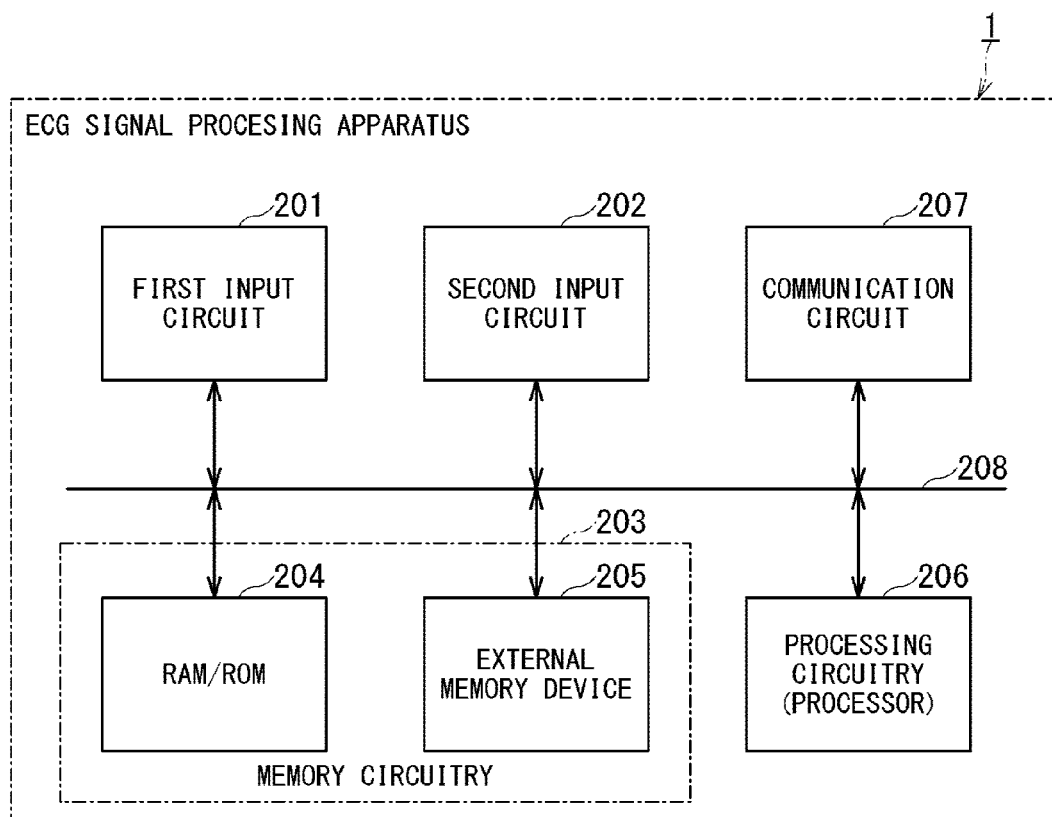 1
ECG SIGNAL PROCESING APPARATUS
201
202
207
FIRST INPUT
CIRCUIT
SECOND INPUT
CIRCUIT
COMMUNICATION
CIRCUIT
208
203
204
205
206
RAM/ROM
EXTERNAL
MEMORY DEVICE
PROCESSING
CIRCUITRY
(PROCESSOR)
MEMORY CIRCUITRY